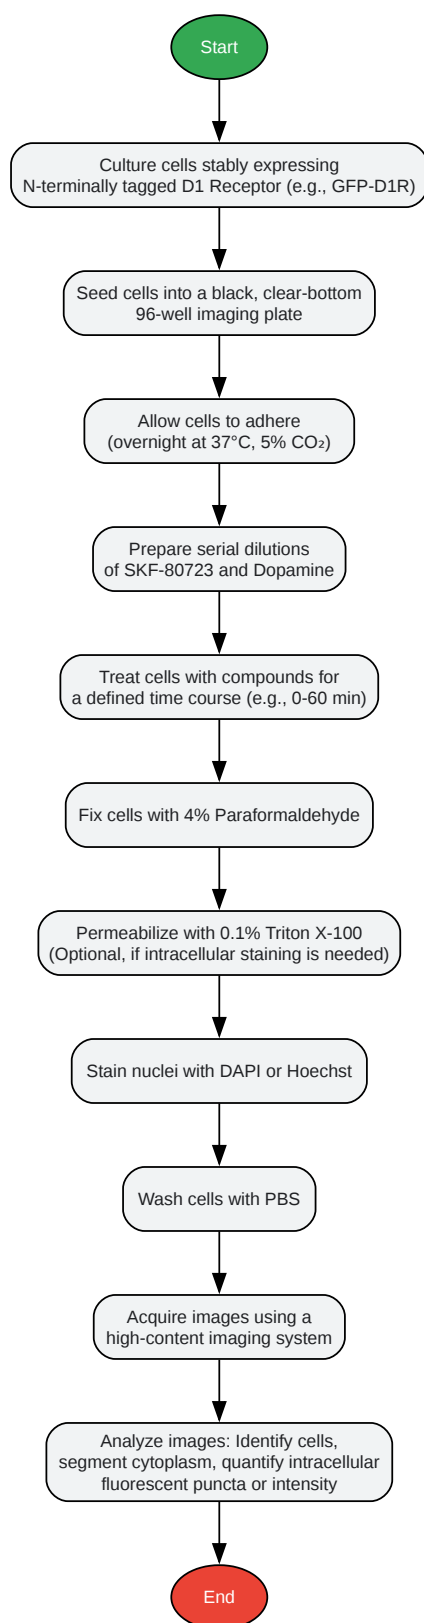 Start
Culture cells stably expressing
N-terminally tagged D1 Receptor (e.g., GFP-D1R)
Seed cells into a black, clear-bottom
96-well imaging plate
Allow cells to adhere
(overnight at 37°C, 5% CO₂)
Prepare serial dilutions
of SKF-80723 and Dopamine
Treat cells with compounds for
a defined time course (e.g., 0-60 min)
Fix cells with 4% Paraformaldehyde
Permeabilize with 0.1% Triton X-100
(Optional, if intracellular staining is needed)
Stain nuclei with DAPI or Hoechst
Wash cells with PBS
Acquire images using a
high-content imaging system
Analyze images: Identify cells,
segment cytoplasm, quantify intracellular
fluorescent puncta or intensity
End